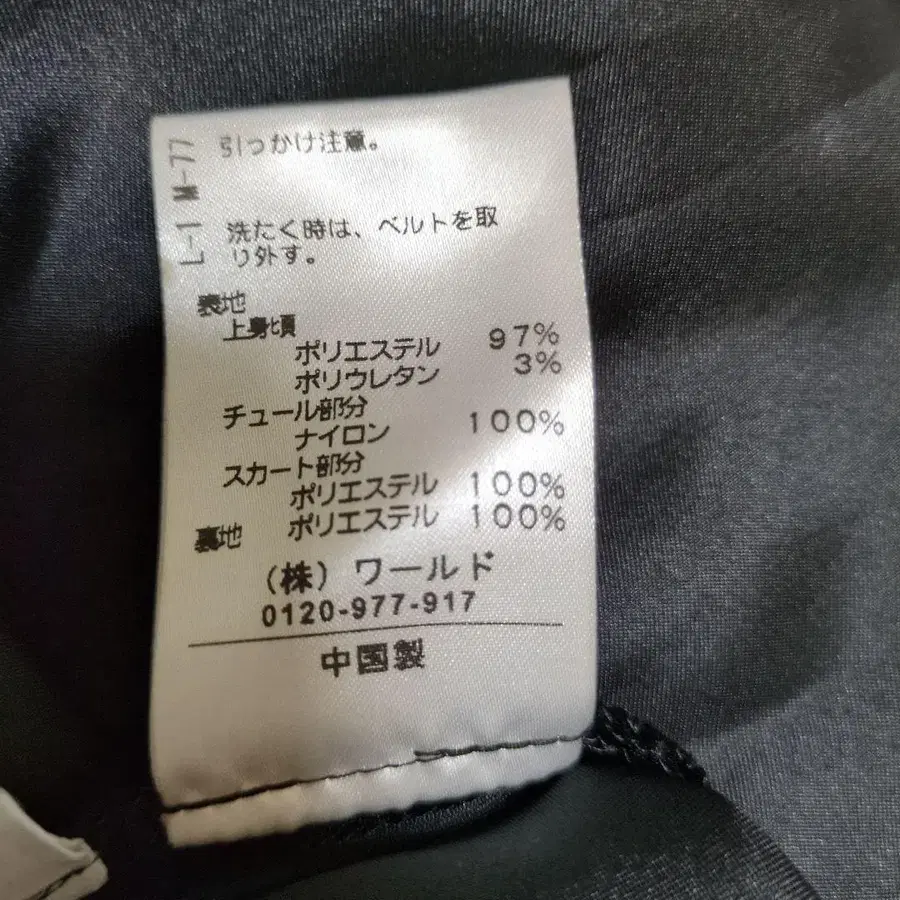 引っかけ注意。
洗たく時は、ベルトを取
り外す。
L-1 M-77
表地
上身頃
ポリエステル 97%
ポリウレタン 3%
チュール部分
ナイロン 100%
スカート部分
ポリエステル 100%
裏地 ポリエステル 100%
(株) ワールド
0120-977-917
中国製